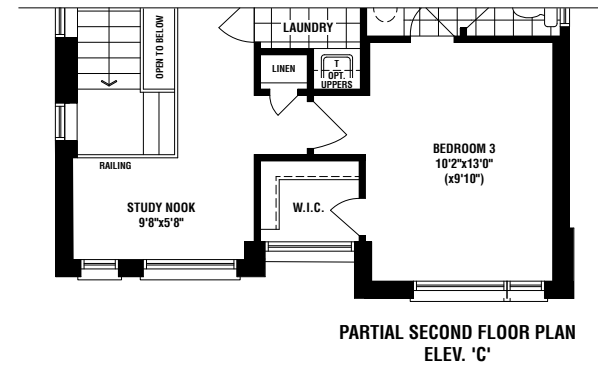 OPEN TO BELOW
LAUNDRY
LINEN
T
OPT.
UPPERS
RAILING
STUDY NOOK
9'8"x5'8"
W.I.C.
BEDROOM 3
10'2"x13'0"
(x9'10")
PARTIAL SECOND FLOOR PLAN
ELEV. 'C'